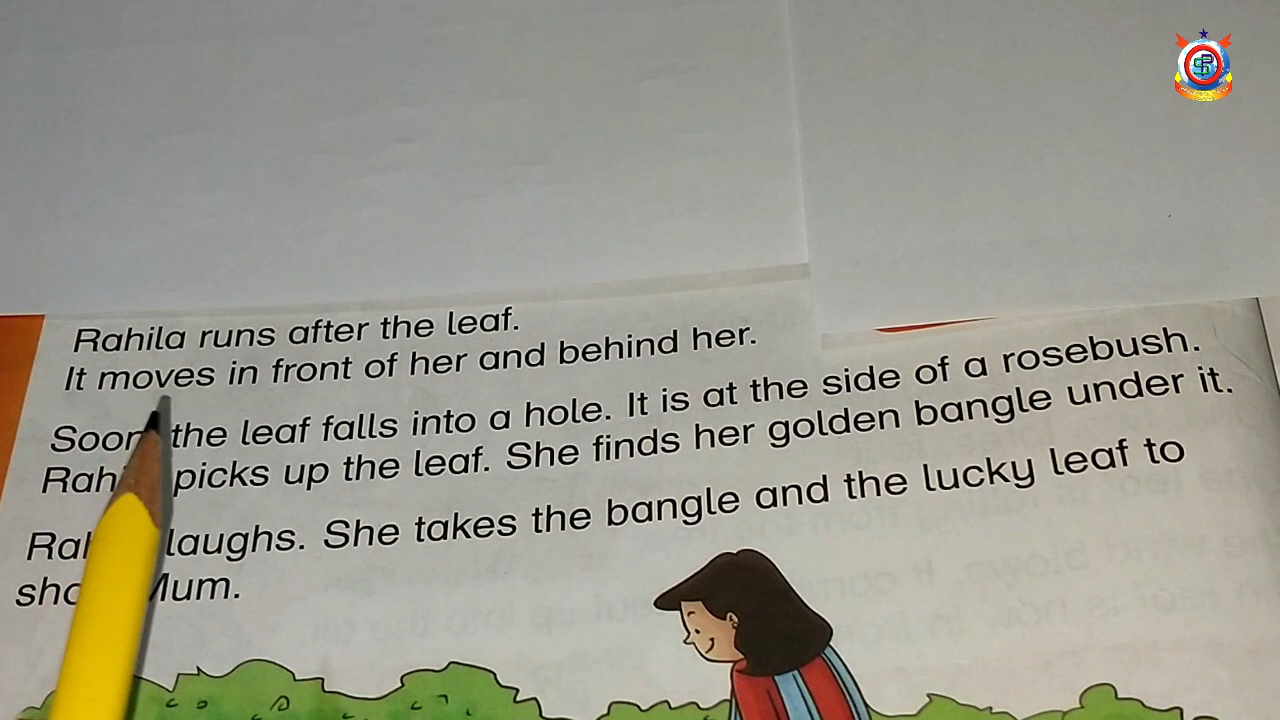 Rahila runs after the leaf.
It moves in front of her and behind her.
Soon the leaf falls into a hole. It is at the side of a rosebush.
picks up the leaf. She finds her golden bangle under it.
laughs. She takes the bangle and the lucky leaf to
Mum.